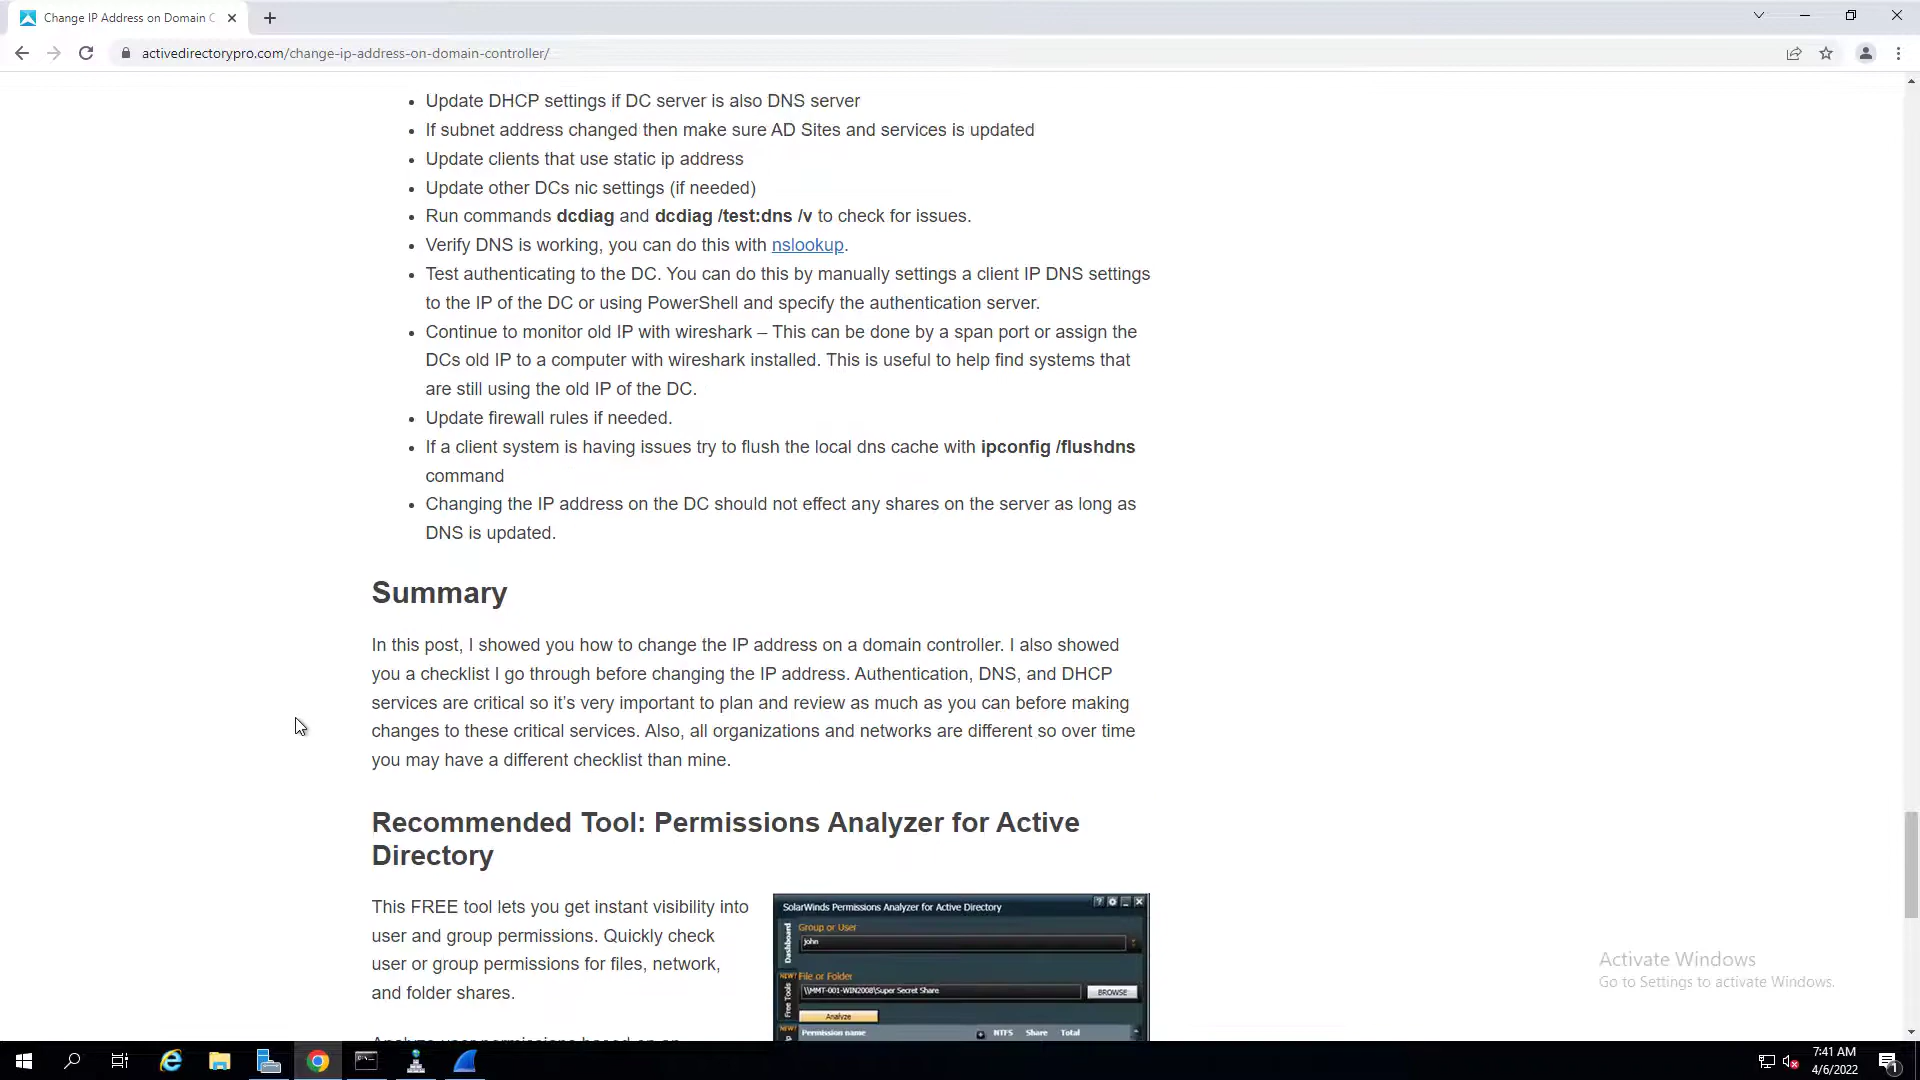 Change IP Address on Domain C
activedirectorypro.com/change-ip-address-on-domain-controller/
Update DHCP settings if DC server is also DNS server
If subnet address changed then make sure AD Sites and services is updated
Update clients that use static ip address
Update other DCs nic settings (if needed)
Run commands dcdiag and dcdiag /test:dns /v to check for issues.
Verify DNS is working, you can do this with nslookup.
Test authenticating to the DC. You can do this by manually settings a client IP DNS settings
to the IP of the DC or using PowerShell and specify the authentication server.
Continue to monitor old IP with wireshark – This can be done by a span port or assign the
DCs old IP to a computer with wireshark installed. This is useful to help find systems that
are still using the old IP of the DC.
Update firewall rules if needed.
If a client system is having issues try to flush the local dns cache with ipconfig /flushdns
command
Changing the IP address on the DC should not effect any shares on the server as long as
DNS is updated.
Summary
In this post, I showed you how to change the IP address on a domain controller. I also showed
you a checklist I go through before changing the IP address. Authentication, DNS, and DHCP
services are critical so it’s very important to plan and review as much as you can before making
changes to these critical services. Also, all organizations and networks are different so over time
you may have a different checklist than mine.
Recommended Tool: Permissions Analyzer for Active
Directory
This FREE tool lets you get instant visibility into
user and group permissions. Quickly check
user or group permissions for files, network,
and folder shares.
SolarWinds Permissions Analyzer for Active Directory
Dashboard
Group or User
john
NEW!
File or Folder
Free Tools
\\MMT-001-WIN2008\Super Secret Share
BROWSE
Analyze
NEW!
Permission name
NTFS
Share
Total
Activate Windows
Go to Settings to activate Windows.
7:41 AM
4/6/2022
1